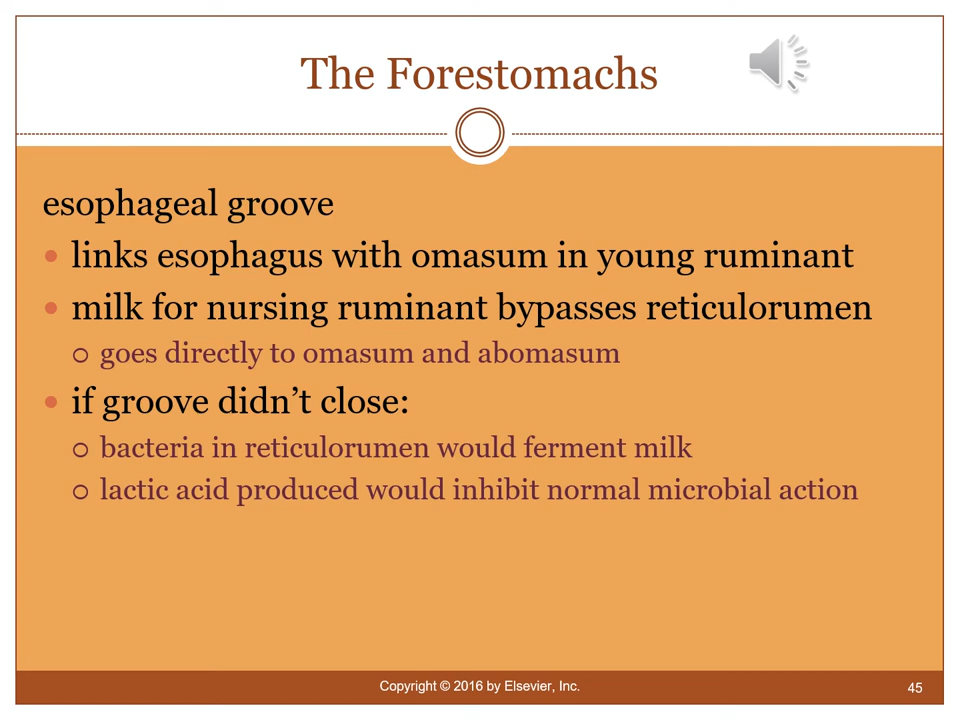 The Forestomachs
esophageal groove
links esophagus with omasum in young ruminant
milk for nursing ruminant bypasses reticulorumen
goes directly to omasum and abomasum
if groove didn’t close:
bacteria in reticulorumen would ferment milk
lactic acid produced would inhibit normal microbial action
Copyright © 2016 by Elsevier, Inc.
45